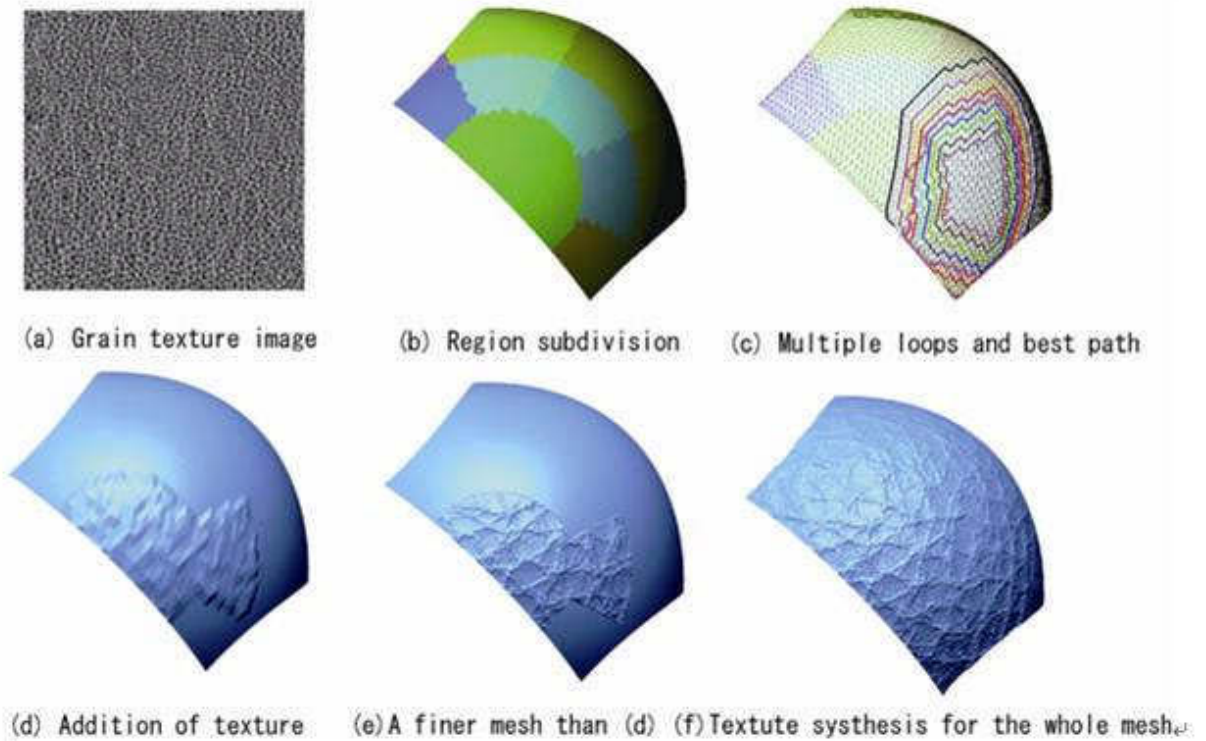 (a) Grain texture image
(b) Region subdivision
(c) Multiple loops and best path
(d) Addition of texture
(e)A finer mesh than (d)
(f)Textute systhesis for the whole mesh↵